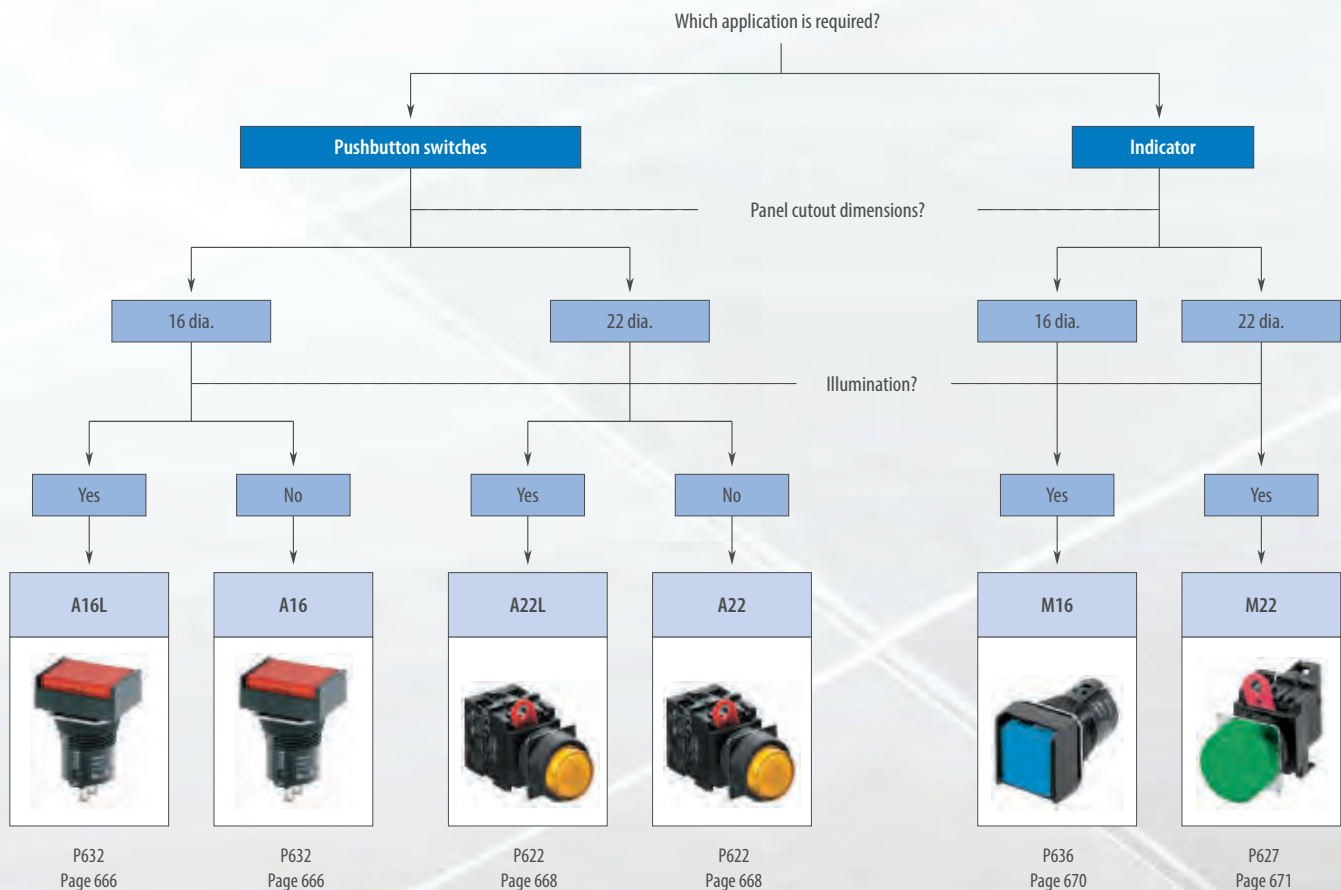 Which application is required?
Pushbutton switches
Indicator
Panel cutout dimensions?
16 dia.
22 dia.
16 dia.
22 dia.
Illumination?
Yes
No
Yes
No
Yes
Yes
A16L
A16
A22L
A22
M16
M22
P632
Page 666
P632
Page 666
P622
Page 668
P622
Page 668
P636
Page 670
P627
Page 671